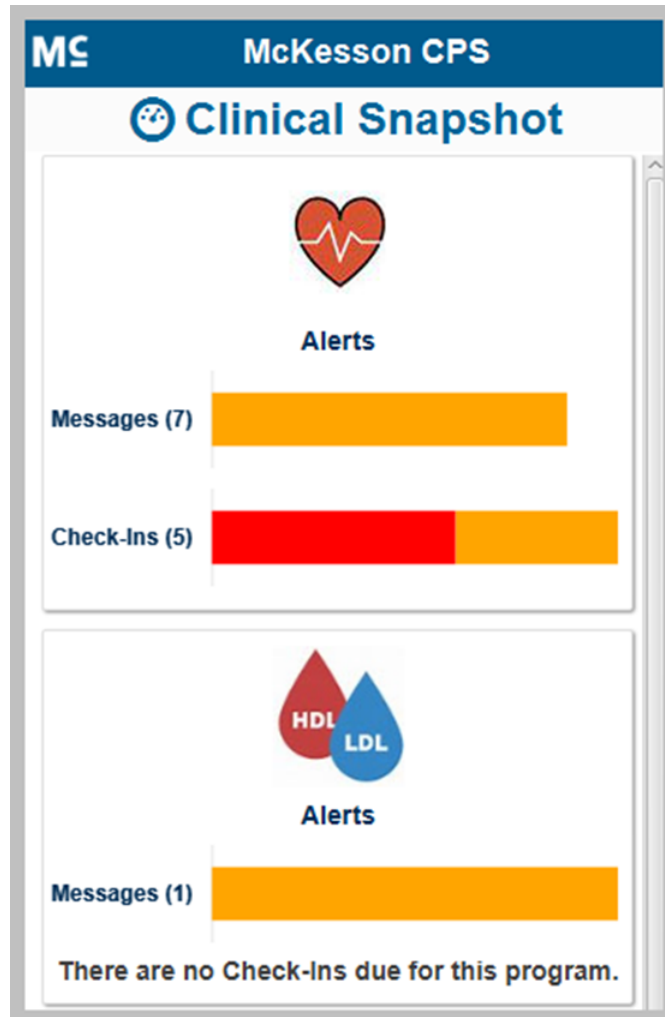 Mc McKesson CPS
Clinical Snapshot
Alerts
Messages (7)
Check-Ins (5)
HDL
LDL
Alerts
Messages (1)
There are no Check-Ins due for this program.